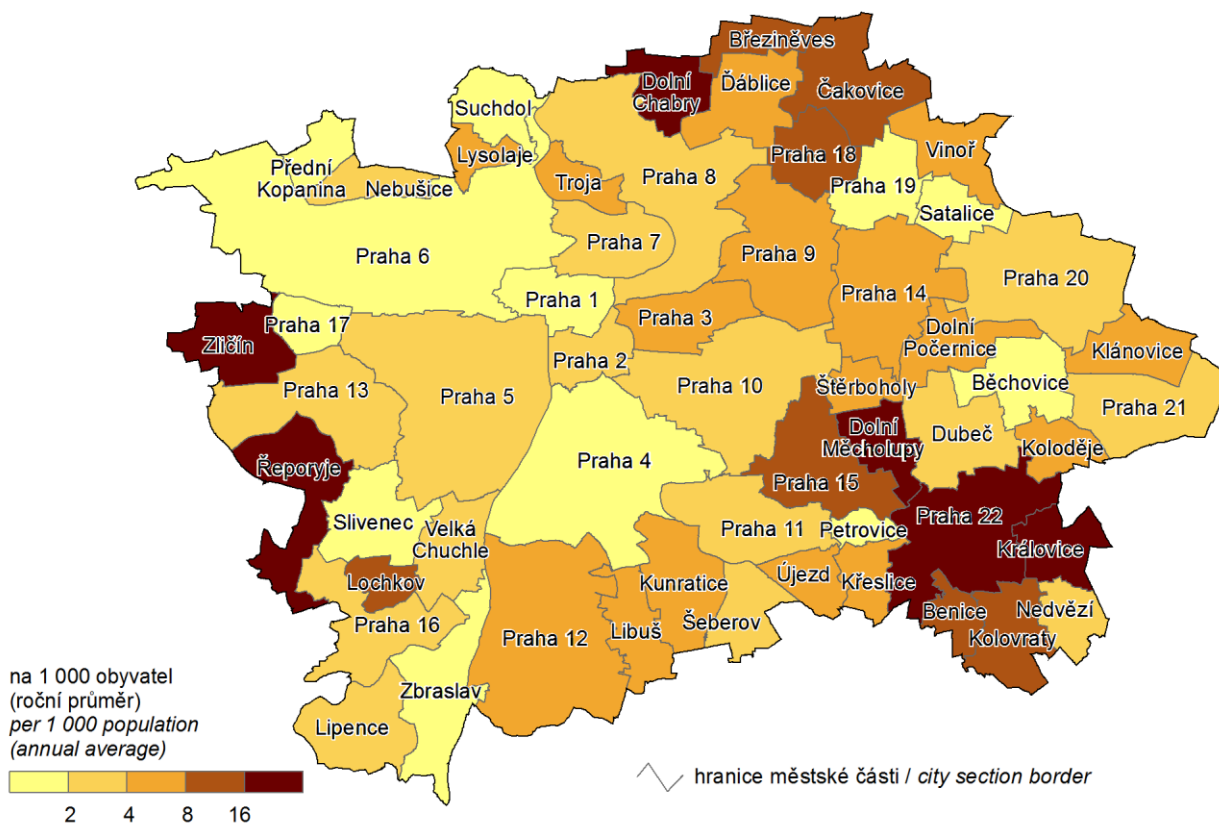 Březiněves
Dolní
Chabry
Ďáblice
Čakovice
Suchdol
Lysolaje
Vinoř
Praha 18
Přední
Kopanina
Nebušice
Troja
Praha 8
Praha 19
Satalice
Praha 7
Praha 6
Praha 9
Praha 20
Praha 1
Praha 14
Praha 3
Praha 17
Zličín
Dolní
Počernice
Klánovice
Praha 2
Praha 13
Praha 5
Praha 10
Štěrboholy
Běchovice
Praha 21
Dolní
Měcholupy
Dubeč
Koloděje
Řeporyje
Praha 4
Praha 15
Praha 22
Slivenec
Velká
Chuchle
Praha 11
Petrovice
Královice
Lochkov
Kunratice
Újezd
Křeslice
Benice
Nedvězí
Praha 16
Praha 12
Libuš
Šeberov
Kolovraty
Zbraslav
Lipence
na 1 000 obyvatel
(roční průměr)
per 1 000 population
(annual average)
2 4 8 16
hranice městské části / city section border